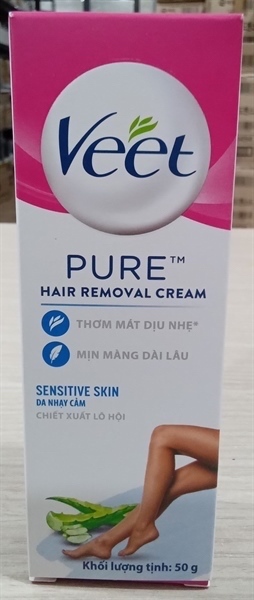 Veet
PURE™
HAIR REMOVAL CREAM
THƠM MÁT DỊU NHẸ*
MỊN MÀNG DÀI LÂU
SENSITIVE SKIN
DA NHẠY CẢM
CHIẾT XUẤT LÔ HỘI
Khối lượng tịnh: 50 g